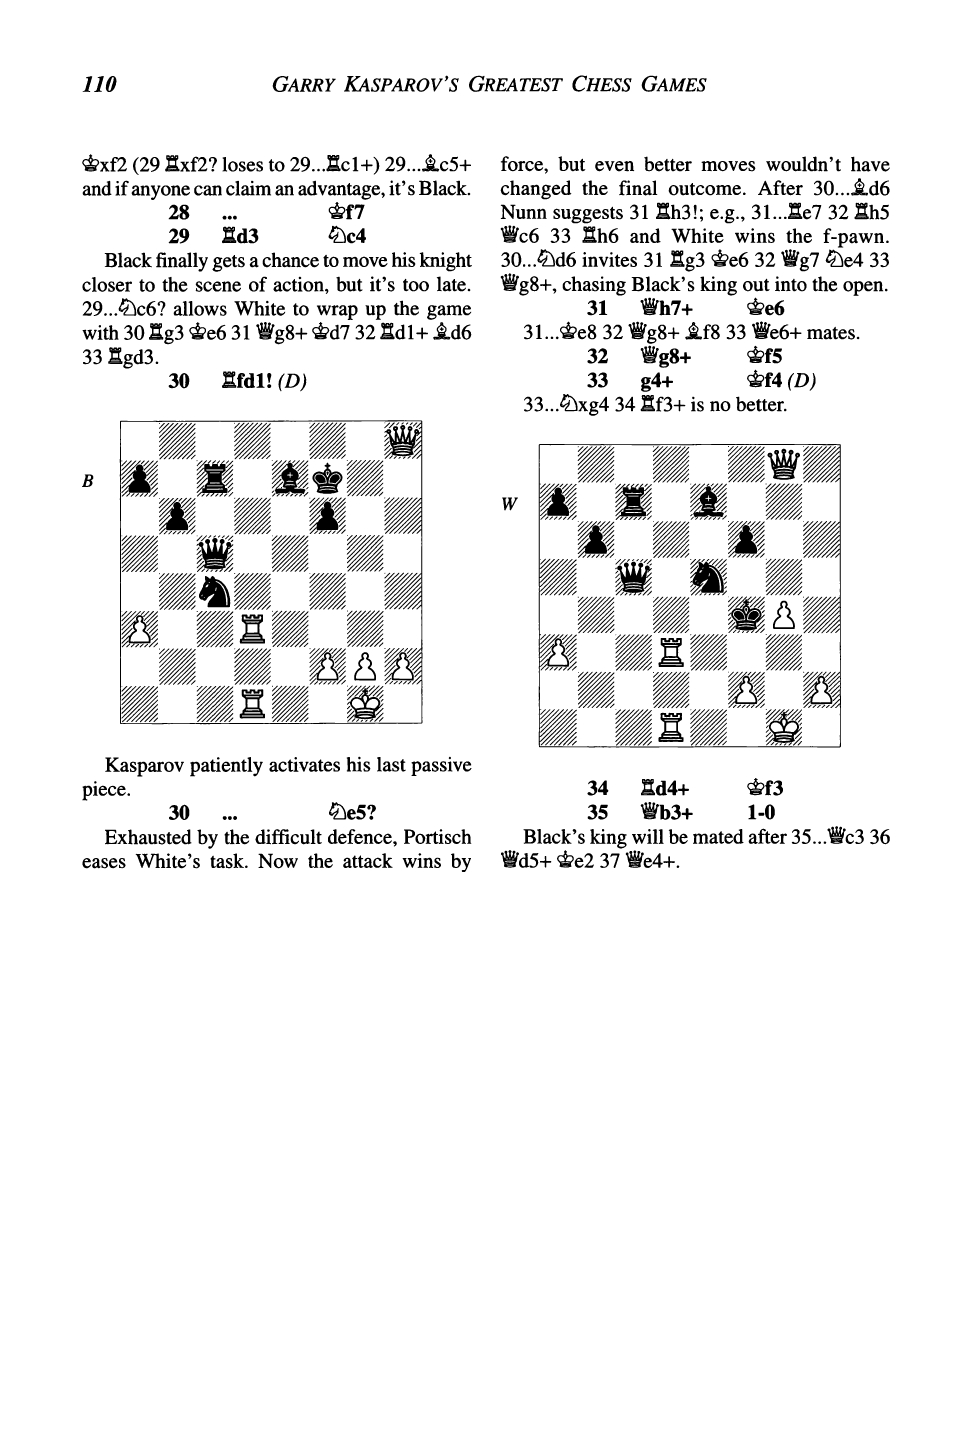 110 GARRY KASPAROV'S GREATEST CHESS GAMES
♔xf2 (29 ♖xf2? loses to 29...♖c1+) 29...♗c5+
and if anyone can claim an advantage, it's Black.
28 ... ♔f7
29 ♖d3 ♘c4
Black finally gets a chance to move his knight
closer to the scene of action, but it's too late.
29...♘c6? allows White to wrap up the game
with 30 ♖g3 ♔e6 31 ♕g8+ ♔d7 32 ♖d1+ ♗d6
33 ♖gd3.
30 ♖fd1! (D)
B
Kasparov patiently activates his last passive
piece.
30 ... ♘e5?
Exhausted by the difficult defence, Portisch
eases White's task. Now the attack wins by
force, but even better moves wouldn't have
changed the final outcome. After 30...♗d6
Nunn suggests 31 ♖h3!; e.g., 31...♖e7 32 ♖h5
♕c6 33 ♖h6 and White wins the f-pawn.
30...♘d6 invites 31 ♖g3 ♔e6 32 ♕g7 ♘e4 33
♕g8+, chasing Black's king out into the open.
31 ♕h7+ ♔e6
31...♔e8 32 ♕g8+ ♗f8 33 ♕e6+ mates.
32 ♕g8+ ♔f5
33 g4+ ♔f4 (D)
33...♘xg4 34 ♖f3+ is no better.
W
34 ♖d4+ ♔f3
35 ♕b3+ 1-0
Black's king will be mated after 35...♕c3 36
♕d5+ ♔e2 37 ♕e4+.